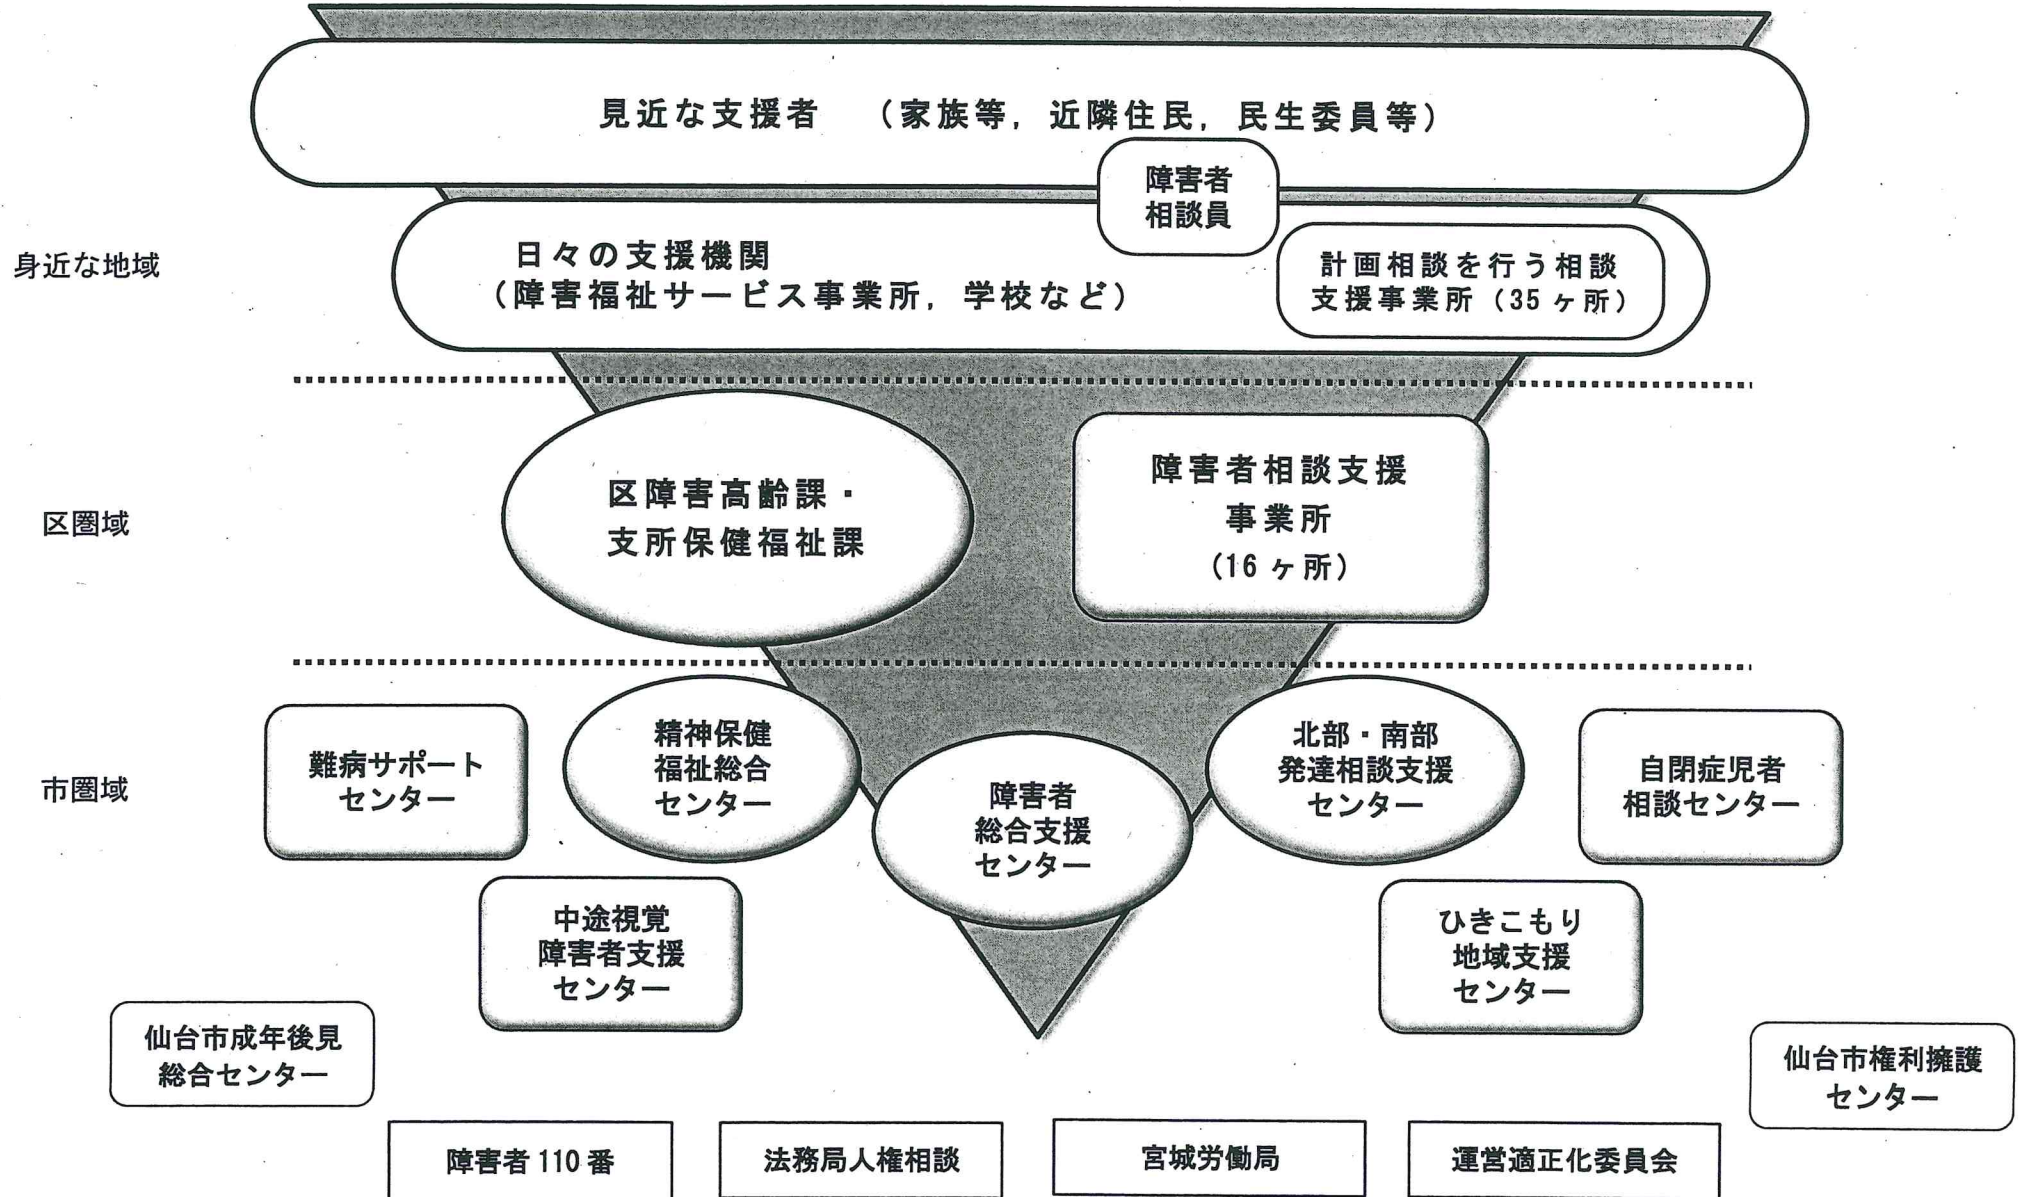 見近な支援者 （家族等，近隣住民，民生委員等）
障害者
相談員
身近な地域
日々の支援機関
（障害福祉サービス事業所，学校など）
計画相談を行う相談
支援事業所（35 ヶ所）
区圏域
区障害高齢課・
支所保健福祉課
障害者相談支援
事業所
（16 ヶ所）
市圏域
難病サポート
センター
精神保健
福祉総合
センター
障害者
総合支援
センター
北部・南部
発達相談支援
センター
自閉症児者
相談センター
中途視覚
障害者支援
センター
ひきこもり
地域支援
センター
仙台市成年後見
総合センター
仙台市権利擁護
センター
障害者 110 番
法務局人権相談
宮城労働局
運営適正化委員会